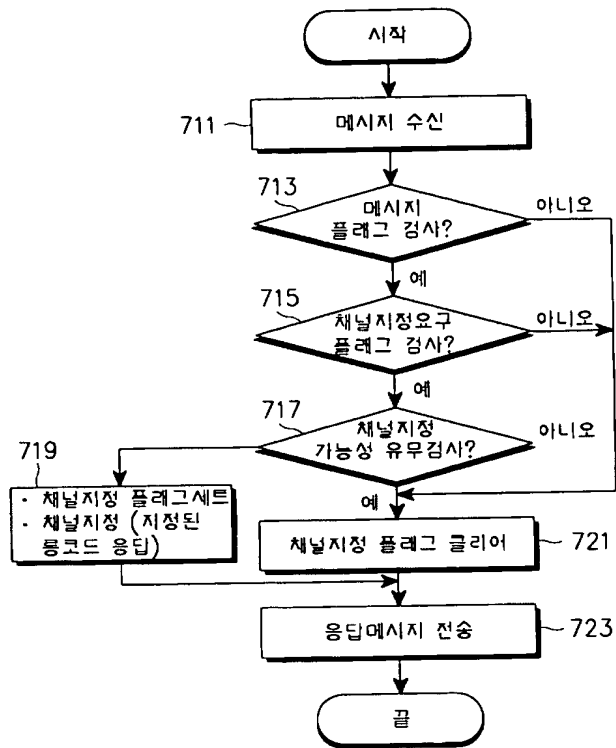 시작
711
메시지 수신
713
메시지
플래그 검사?
아니오
예
715
채널지정요구
플래그 검사?
아니오
예
717
채널지정
가능성 유무검사?
아니오
예
719
· 채널지정 플래그세트
· 채널지정 (지정된
롱코드 응답)
채널지정 플래그 클리어
721
응답메시지 전송
723
끝